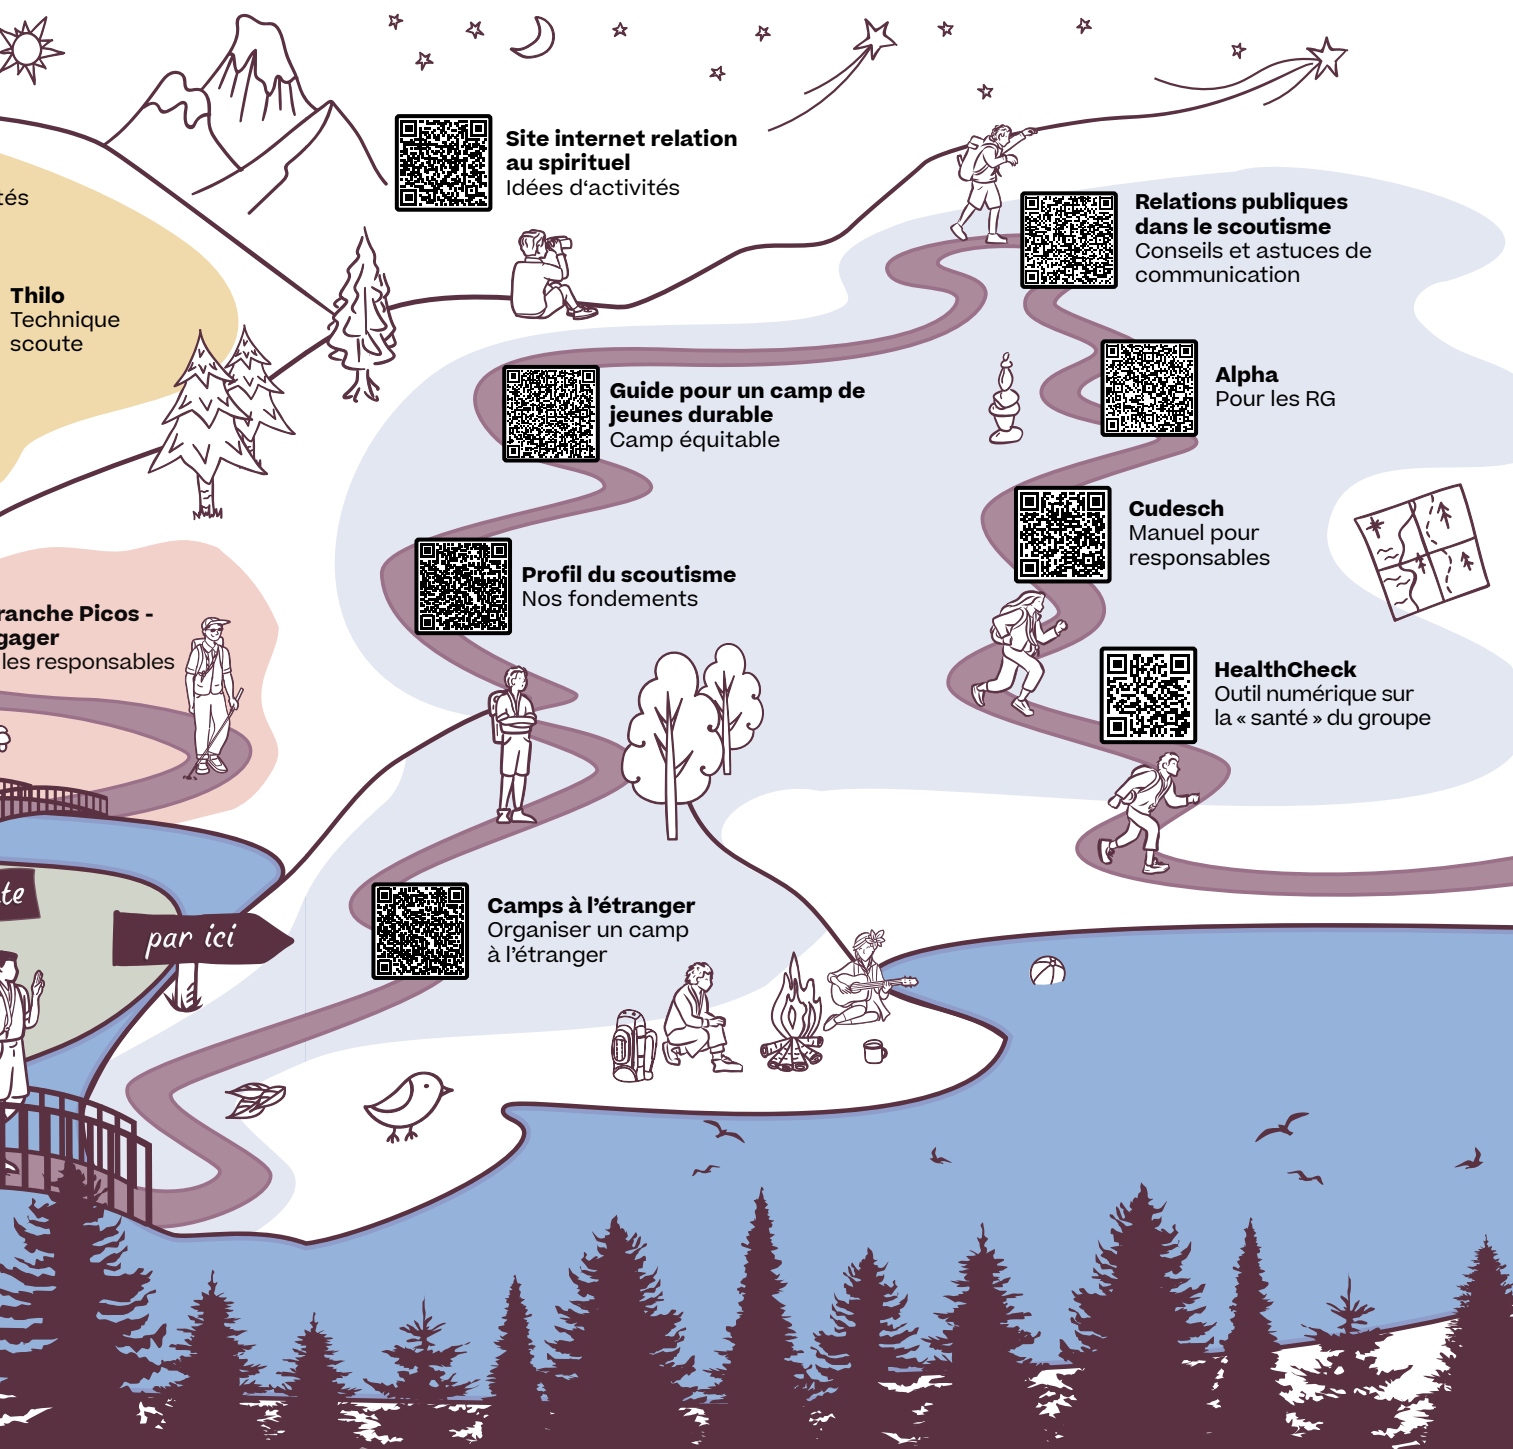 Site internet relation
au spirituel
Idées d‘activités
Relations publiques
dans le scoutisme
Conseils et astuces de
communication
tés
Thilo
Technique
scoute
Guide pour un camp de
jeunes durable
Camp équitable
Alpha
Pour les RG
Cudesch
Manuel pour
responsables
Profil du scoutisme
Nos fondements
ranche Picos -
gager
les responsables
HealthCheck
Outil numérique sur
la « santé » du groupe
te
par ici
Camps à l’étranger
Organiser un camp
à l’étranger